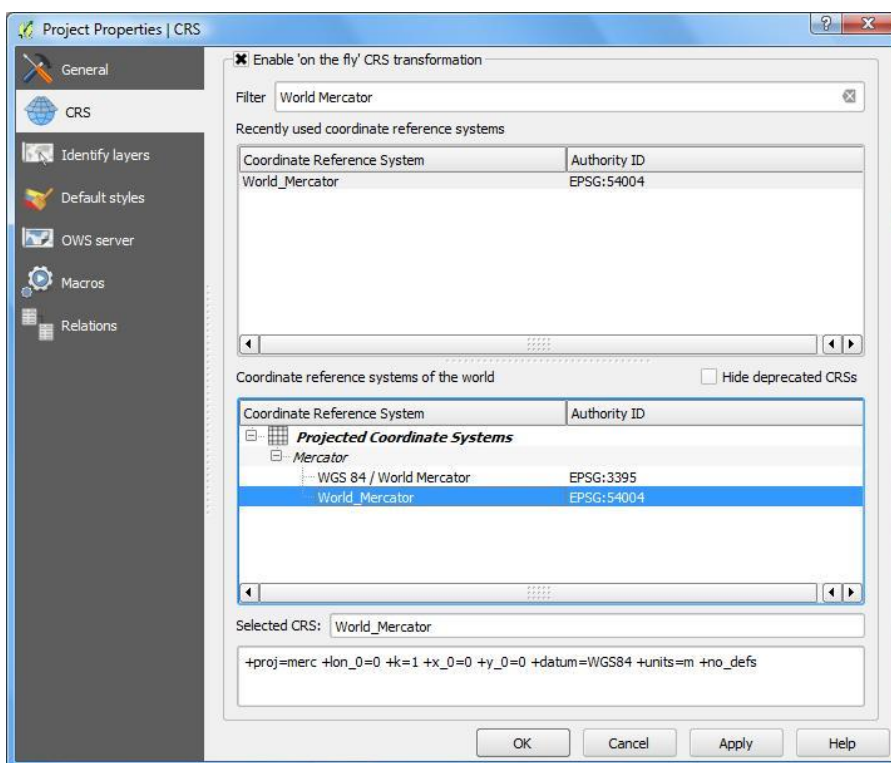 Project Properties | CRS
General
CRS
Identify layers
Default styles
OWS server
Macros
Relations
Enable 'on the fly' CRS transformation
Filter World Mercator
Recently used coordinate reference systems
Coordinate Reference System Authority ID
World_Mercator EPSG:54004
Coordinate reference systems of the world Hide deprecated CRSs
Coordinate Reference System Authority ID
Projected Coordinate Systems
Mercator
WGS 84 / World Mercator EPSG:3395
World_Mercator EPSG:54004
Selected CRS: World_Mercator
+proj=merc +lon_0=0 +k=1 +x_0=0 +y_0=0 +datum=WGS84 +units=m +no_defs
OK Cancel Apply Help